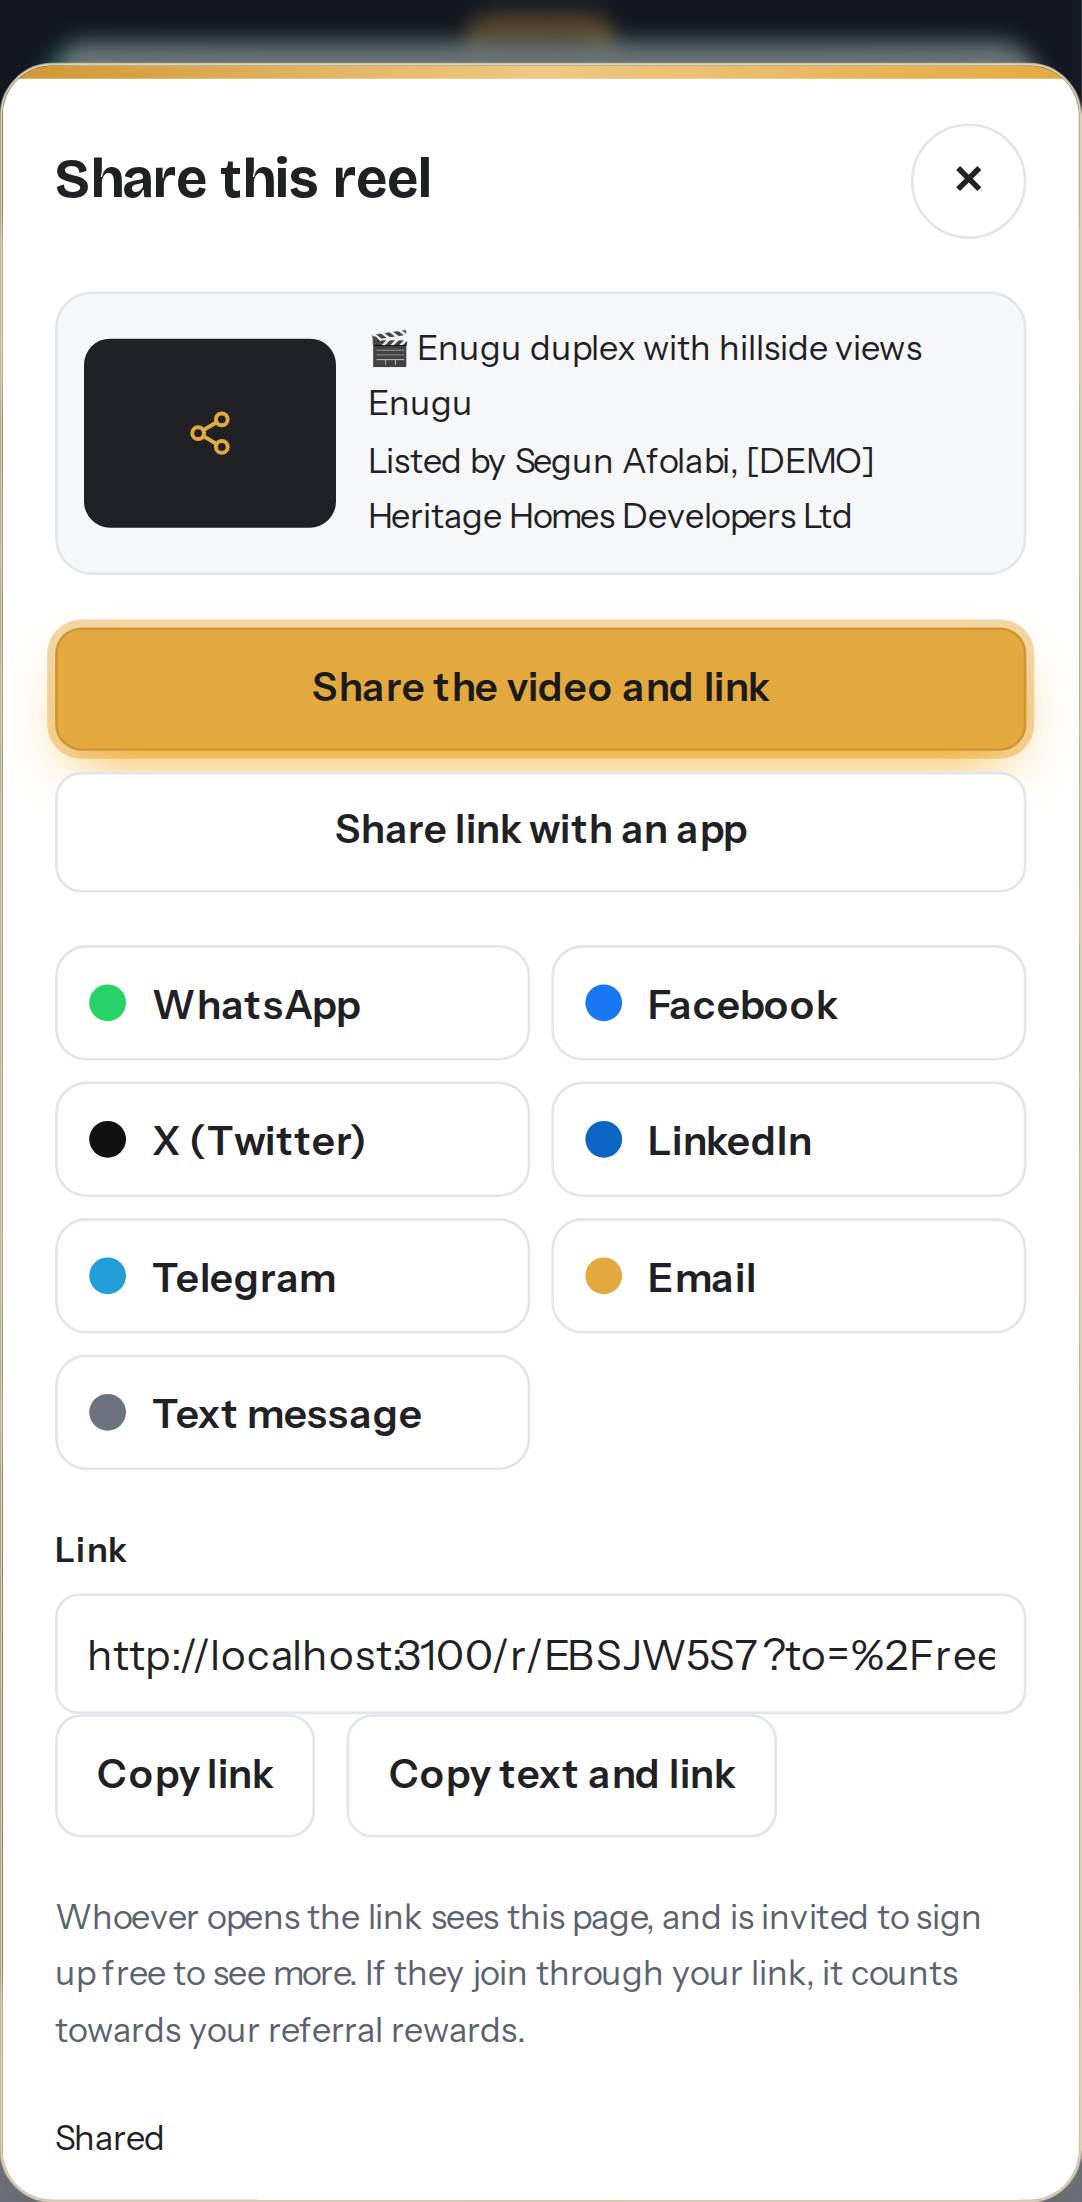 Share this reel
×
🎬 Enugu duplex with hillside views
Enugu
Listed by Segun Afolabi, [DEMO]
Heritage Homes Developers Ltd
Share the video and link
Share link with an app
WhatsApp
Facebook
X (Twitter)
LinkedIn
Telegram
Email
Text message
Link
http://localhost:3100/r/EBSJW5S7?to=%2Free
Copy link
Copy text and link
Whoever opens the link sees this page, and is invited to sign
up free to see more. If they join through your link, it counts
towards your referral rewards.
Shared